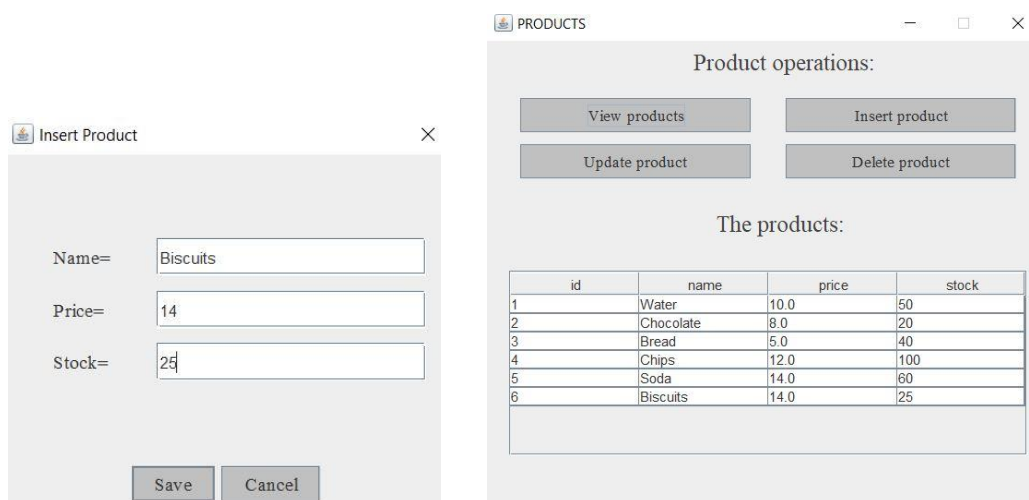 Insert Product
Name= Biscuits
Price= 14
Stock= 25
Save Cancel
PRODUCTS
Product operations:
View products Insert product
Update product Delete product
The products:
id name price stock
1 Water 10.0 50
2 Chocolate 8.0 20
3 Bread 5.0 40
4 Chips 12.0 100
5 Soda 14.0 60
6 Biscuits 14.0 25